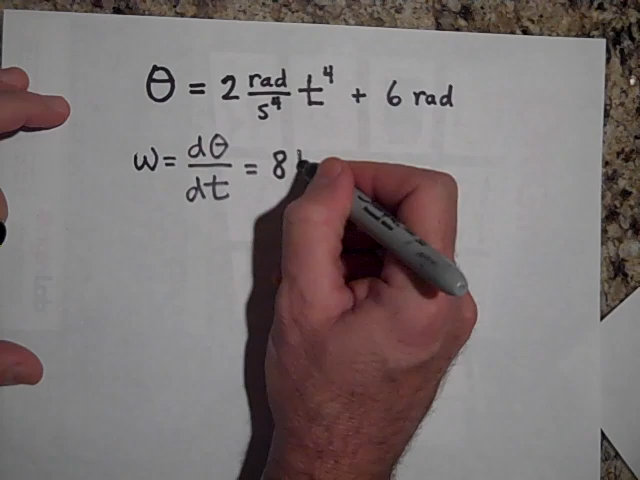 θ = 2 rad/s⁴ t⁴ + 6 rad
ω = dθ/dt = 8